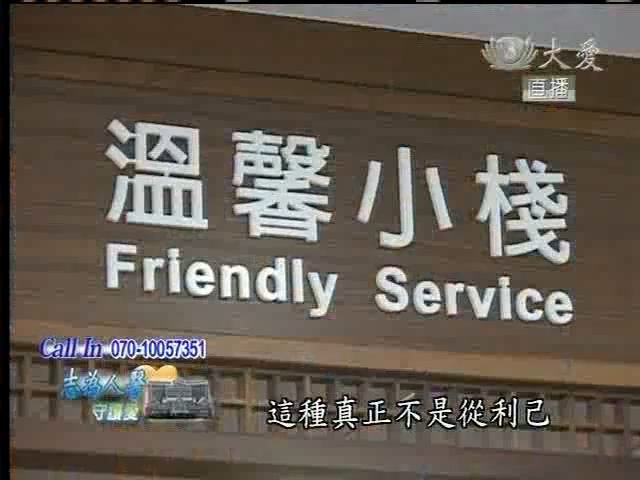 大愛
直播
溫馨小棧
Friendly Service
Call In 070-10057351
志為人醫
守護愛
這種真正不是從利己